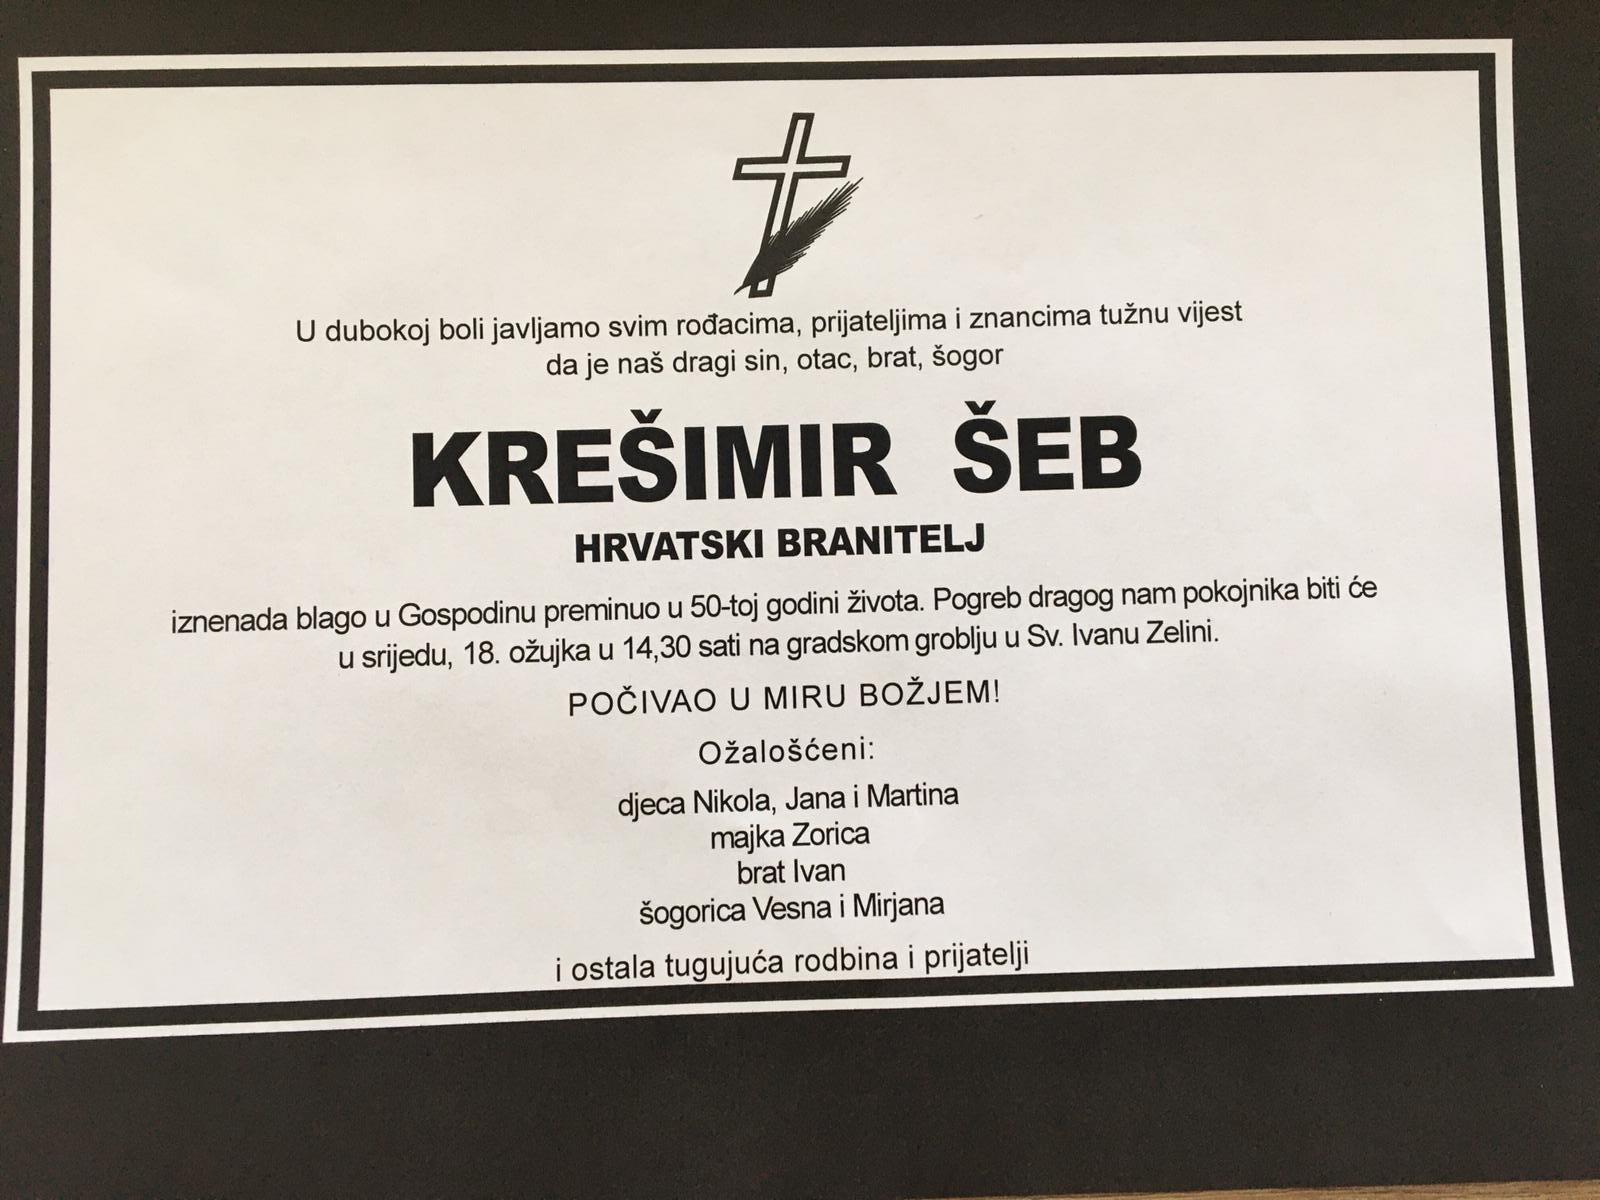 U dubokoj boli javljamo svim rođacima, prijateljima i znancima tužnu vijest
da je naš dragi sin, otac, brat, šogor
KREŠIMIR ŠEB
HRVATSKI BRANITELJ
iznenada blago u Gospodinu preminuo u 50-toj godini života. Pogreb dragog nam pokojnika biti će
u srijedu, 18. ožujka u 14,30 sati na gradskom groblju u Sv. Ivanu Zelini.
POČIVAO U MIRU BOŽJEM!
Ožalošćeni:
djeca Nikola, Jana i Martina
majka Zorica
brat Ivan
šogorica Vesna i Mirjana
i ostala tugujuća rodbina i prijatelji